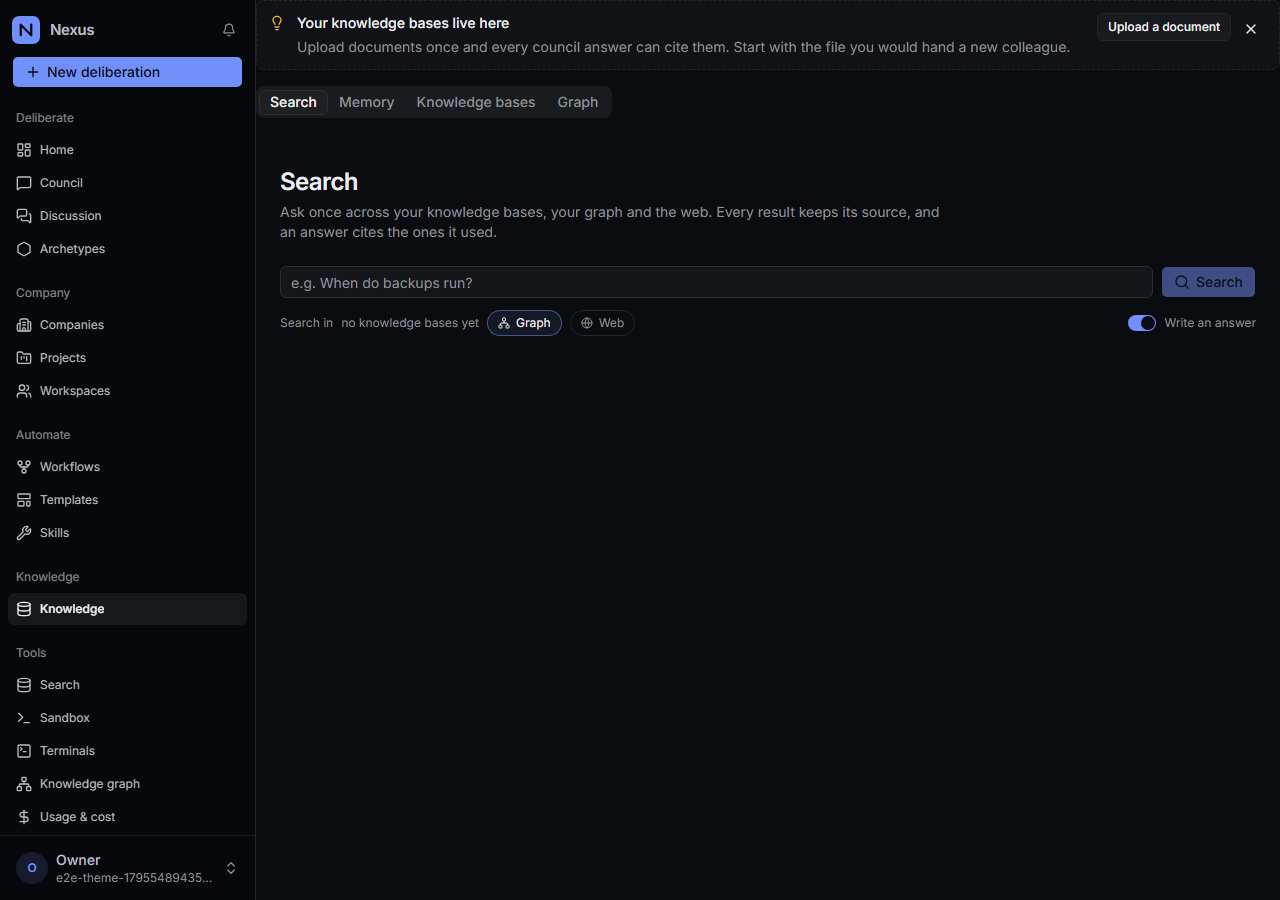 Nexus
New deliberation
Deliberate
Home
Council
Discussion
Archetypes
Company
Companies
Projects
Workspaces
Automate
Workflows
Templates
Skills
Knowledge
Knowledge
Tools
Search
Sandbox
Terminals
Knowledge graph
Usage & cost
O
Owner
e2e-theme-17955489435...
Your knowledge bases live here
Upload documents once and every council answer can cite them. Start with the file you would hand a new colleague.
Upload a document
Search Memory Knowledge bases Graph
Search
Ask once across your knowledge bases, your graph and the web. Every result keeps its source, and
an answer cites the ones it used.
e.g. When do backups run?
Search
Search in no knowledge bases yet Graph Web
Write an answer